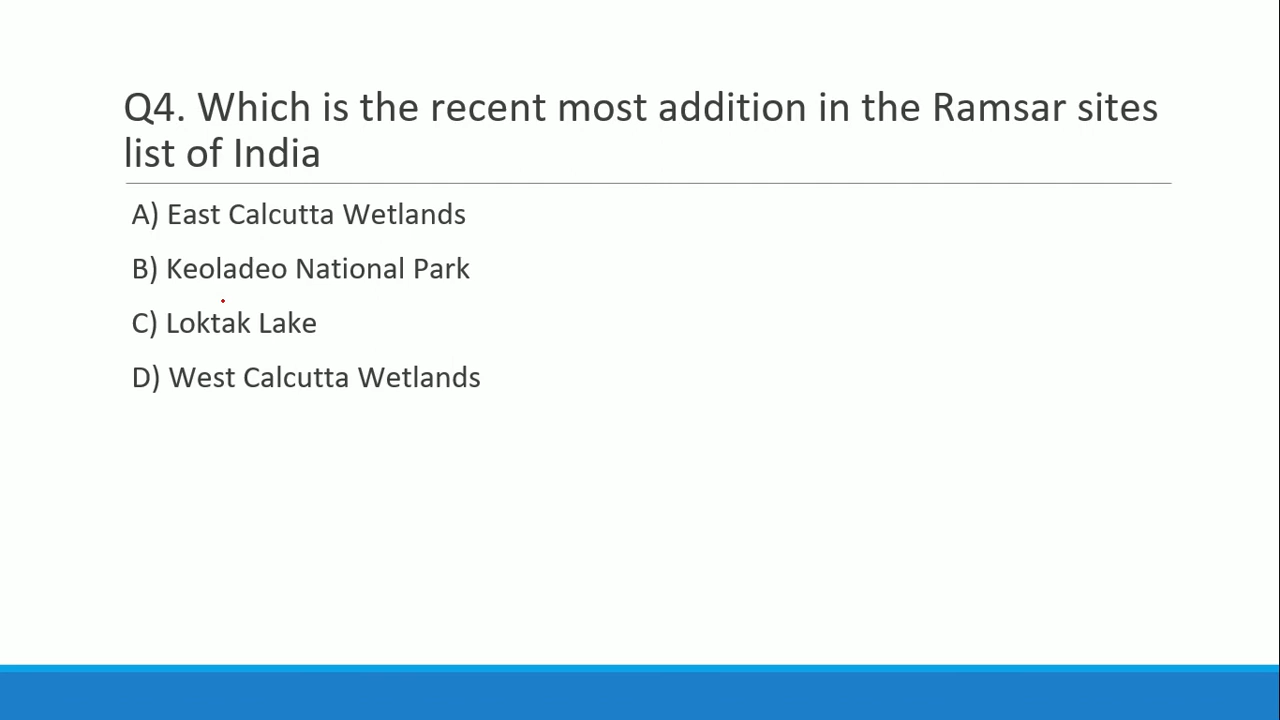 Q4. Which is the recent most addition in the Ramsar sites
list of India
A) East Calcutta Wetlands
B) Keoladeo National Park
C) Loktak Lake
D) West Calcutta Wetlands